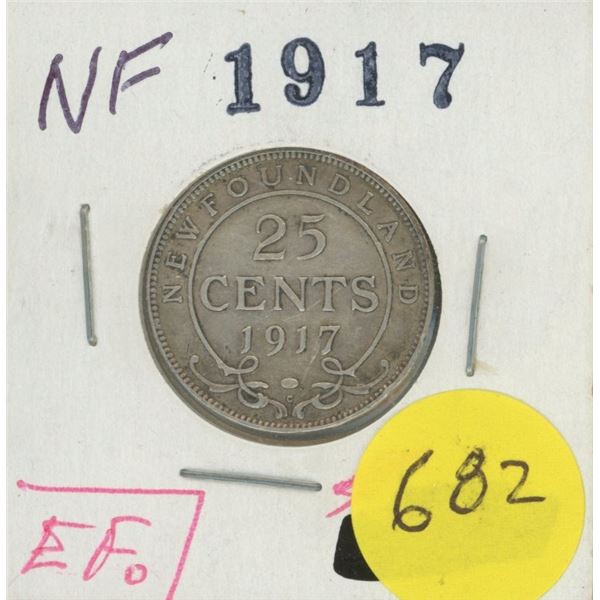 NF 1917
NEWFOUNDLAND
25
CENTS
1917
C
EF.
682